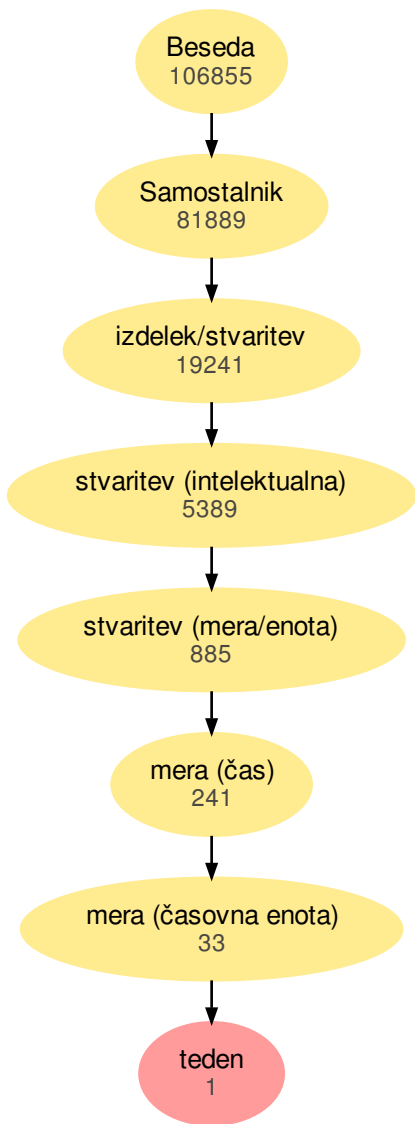 Beseda
106855
Samostalnik
81889
izdelek/stvaritev
19241
stvaritev (intelektualna)
5389
stvaritev (mera/enota)
885
mera (čas)
241
mera (časovna enota)
33
teden
1